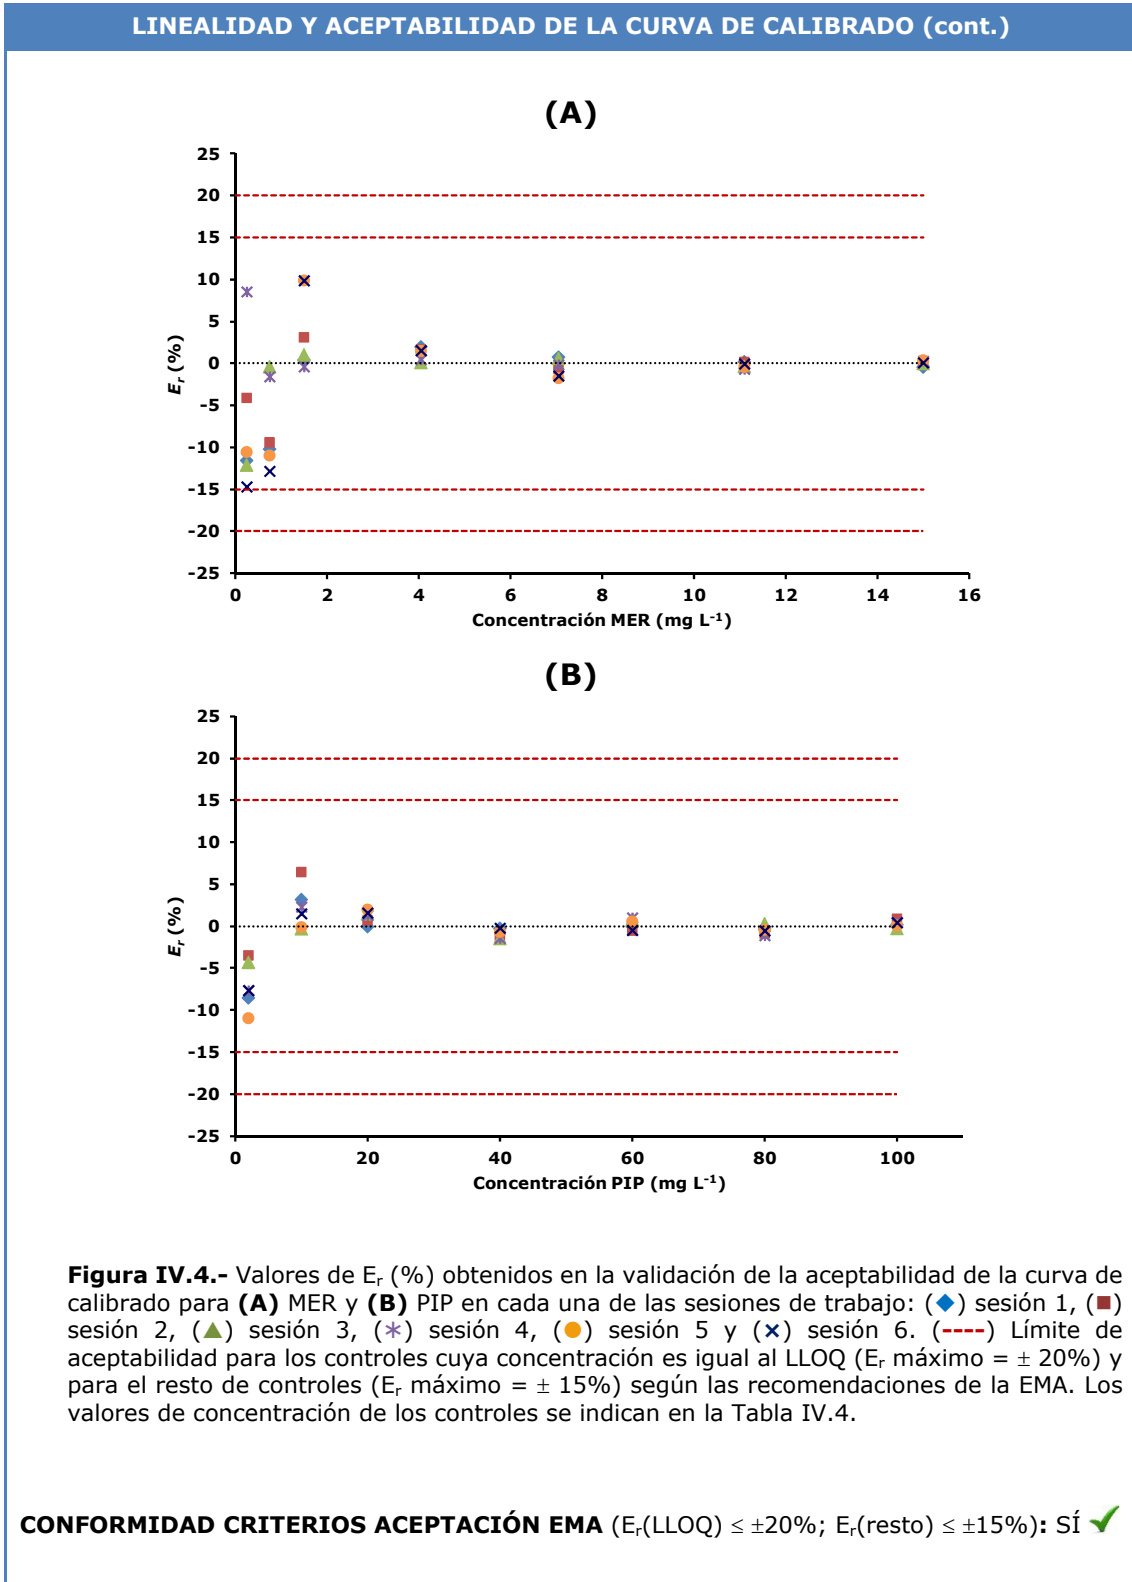 LINEALIDAD Y ACEPTABILIDAD DE LA CURVA DE CALIBRADO (cont.)
(A)
25
20
15
10
5
0
-5
-10
-15
-20
-25
E_r (%)
0 2 4 6 8 10 12 14 16
Concentración MER (mg L⁻¹)
(B)
25
20
15
10
5
0
-5
-10
-15
-20
-25
E_r (%)
0 20 40 60 80 100
Concentración PIP (mg L⁻¹)
Figura IV.4.- Valores de E_r (%) obtenidos en la validación de la aceptabilidad de la curva de
calibrado para (A) MER y (B) PIP en cada una de las sesiones de trabajo: (◆) sesión 1, (■)
sesión 2, (▲) sesión 3, (✳) sesión 4, (●) sesión 5 y (×) sesión 6. (----) Límite de
aceptabilidad para los controles cuya concentración es igual al LLOQ (E_r máximo = ± 20%) y
para el resto de controles (E_r máximo = ± 15%) según las recomendaciones de la EMA. Los
valores de concentración de los controles se indican en la Tabla IV.4.
CONFORMIDAD CRITERIOS ACEPTACIÓN EMA (E_r(LLOQ) ≤ ±20%; E_r(resto) ≤ ±15%): SÍ ✓